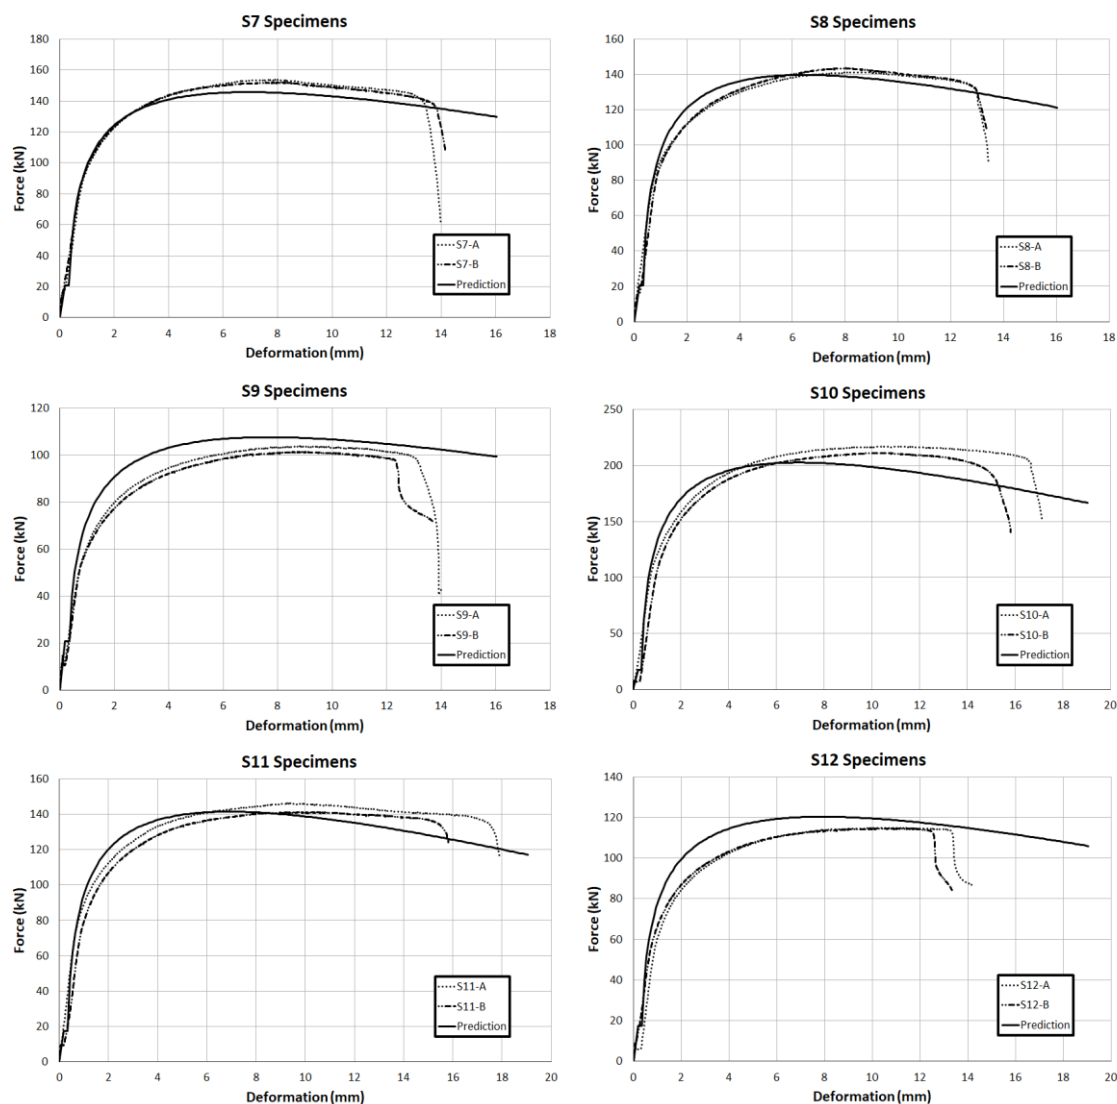 S7 Specimens
Force (kN)
180
160
140
120
100
80
60
40
20
0
0 2 4 6 8 10 12 14 16 18
Deformation (mm)
S7-A
S7-B
Prediction
S8 Specimens
Force (kN)
160
140
120
100
80
60
40
20
0
0 2 4 6 8 10 12 14 16 18
Deformation (mm)
S8-A
S8-B
Prediction
S9 Specimens
Force (kN)
120
100
80
60
40
20
0
0 2 4 6 8 10 12 14 16 18
Deformation (mm)
S9-A
S9-B
Prediction
S10 Specimens
Force (kN)
250
200
150
100
50
0
0 2 4 6 8 10 12 14 16 18 20
Deformation (mm)
S10-A
S10-B
Prediction
S11 Specimens
Force (kN)
160
140
120
100
80
60
40
20
0
0 2 4 6 8 10 12 14 16 18 20
Deformation (mm)
S11-A
S11-B
Prediction
S12 Specimens
Force (kN)
140
120
100
80
60
40
20
0
0 2 4 6 8 10 12 14 16 18 20
Deformation (mm)
S12-A
S12-B
Prediction